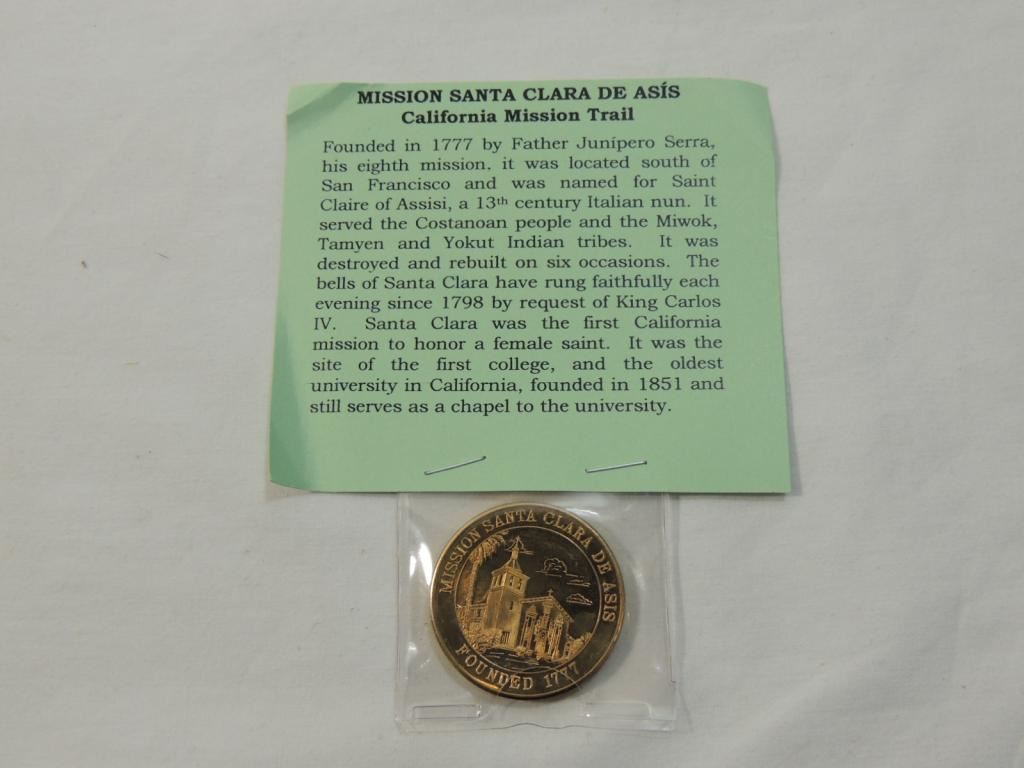 MISSION SANTA CLARA DE ASÍS
California Mission Trail
Founded in 1777 by Father Junípero Serra,
his eighth mission. it was located south of
San Francisco and was named for Saint
Claire of Assisi, a 13th century Italian nun. It
served the Costanoan people and the Miwok,
Tamyen and Yokut Indian tribes. It was
destroyed and rebuilt on six occasions. The
bells of Santa Clara have rung faithfully each
evening since 1798 by request of King Carlos
IV. Santa Clara was the first California
mission to honor a female saint. It was the
site of the first college, and the oldest
university in California, founded in 1851 and
still serves as a chapel to the university.
MISSION SANTA CLARA DE ASIS
FOUNDED 1777